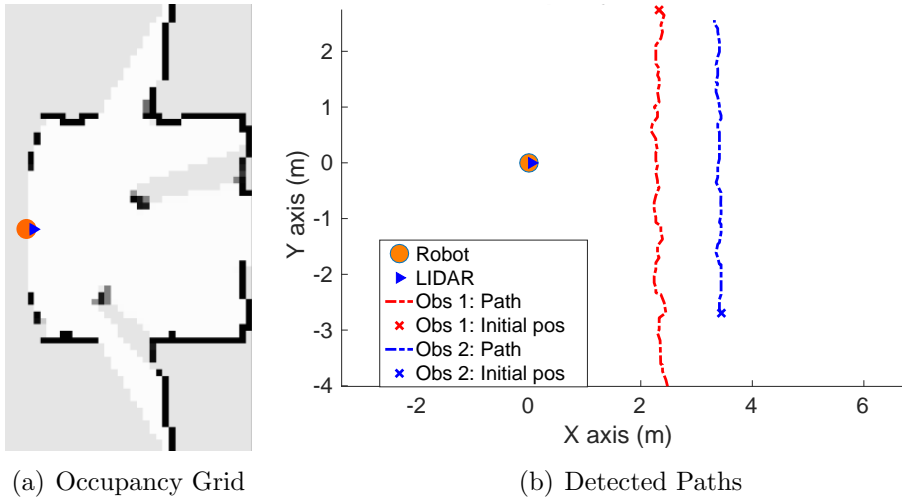 2
1
0
-1
-2
-3
-4
Y axis (m)
Robot
LIDAR
Obs 1: Path
Obs 1: Initial pos
Obs 2: Path
Obs 2: Initial pos
-2 0 2 4 6
X axis (m)
(a) Occupancy Grid (b) Detected Paths